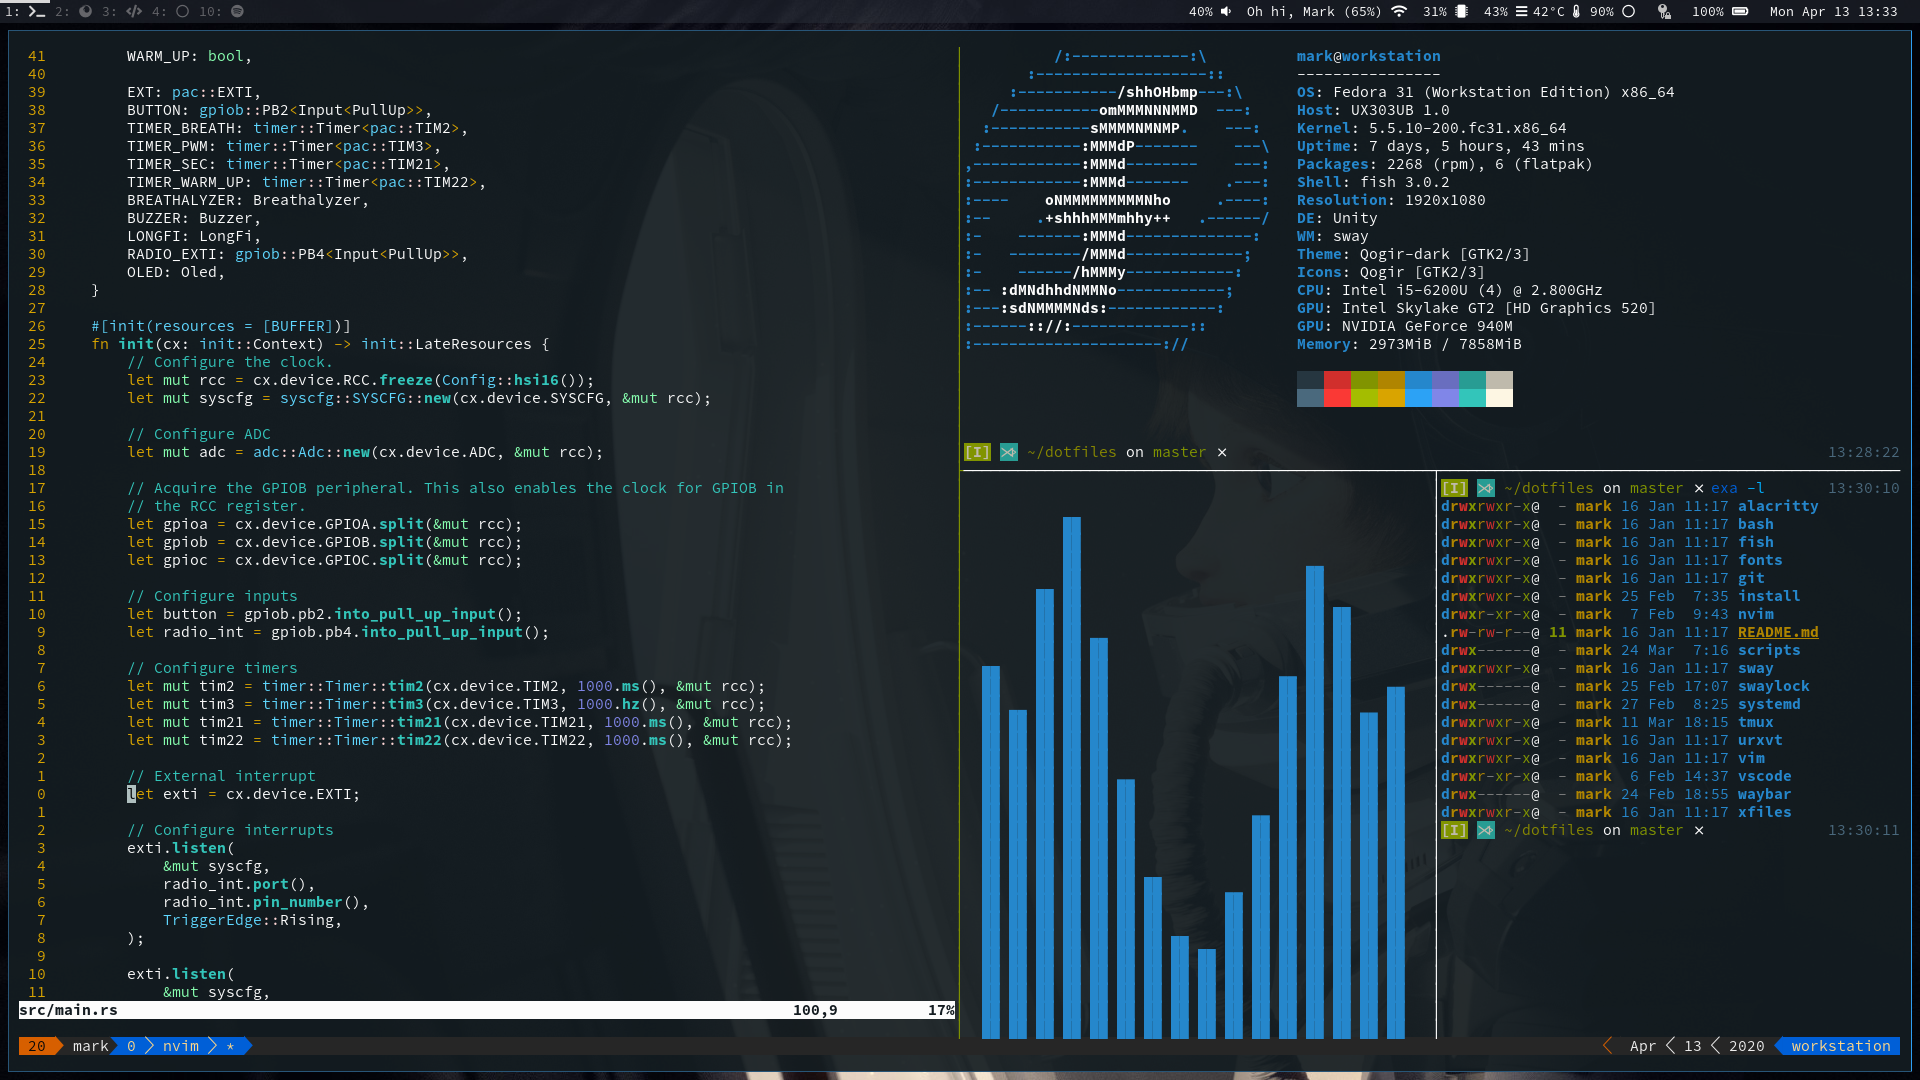 1: 2: 3: 4: 10: 40% Oh hi, Mark (65%) 31% 43% 42°C 90% 100% Mon Apr 13 13:33
41 WARM_UP: bool,
40
39 EXT: pac::EXTI,
38 BUTTON: gpiob::PB2<Input<PullUp>>,
37 TIMER_BREATH: timer::Timer<pac::TIM2>,
36 TIMER_PWM: timer::Timer<pac::TIM3>,
35 TIMER_SEC: timer::Timer<pac::TIM21>,
34 TIMER_WARM_UP: timer::Timer<pac::TIM22>,
33 BREATHALYZER: Breathalyzer,
32 BUZZER: Buzzer,
31 LONGFI: LongFi,
30 RADIO_EXTI: gpiob::PB4<Input<PullUp>>,
29 OLED: Oled,
28 }
27
26 #[init(resources = [BUFFER])]
25 fn init(cx: init::Context) -> init::LateResources {
24 // Configure the clock.
23 let mut rcc = cx.device.RCC.freeze(Config::hsi16());
22 let mut syscfg = syscfg::SYSCFG::new(cx.device.SYSCFG, &mut rcc);
21
20 // Configure ADC
19 let mut adc = adc::Adc::new(cx.device.ADC, &mut rcc);
18
17 // Acquire the GPIOB peripheral. This also enables the clock for GPIOB in
16 // the RCC register.
15 let gpioa = cx.device.GPIOA.split(&mut rcc);
14 let gpiob = cx.device.GPIOB.split(&mut rcc);
13 let gpioc = cx.device.GPIOC.split(&mut rcc);
12
11 // Configure inputs
10 let button = gpiob.pb2.into_pull_up_input();
9 let radio_int = gpiob.pb4.into_pull_up_input();
8
7 // Configure timers
6 let mut tim2 = timer::Timer::tim2(cx.device.TIM2, 1000.ms(), &mut rcc);
5 let mut tim3 = timer::Timer::tim3(cx.device.TIM3, 1000.hz(), &mut rcc);
4 let mut tim21 = timer::Timer::tim21(cx.device.TIM21, 1000.ms(), &mut rcc);
3 let mut tim22 = timer::Timer::tim22(cx.device.TIM22, 1000.ms(), &mut rcc);
2
1 // External interrupt
0 let exti = cx.device.EXTI;
1
2 // Configure interrupts
3 exti.listen(
4 &mut syscfg,
5 radio_int.port(),
6 radio_int.pin_number(),
7 TriggerEdge::Rising,
8 );
9
10 exti.listen(
11 &mut syscfg,
src/main.rs 100,9 17%
/:-------------:\
:-------------------::
:-----------/shhOHbmp---:\
/-----------omMMMNNNMMD ---:
:-----------sMMMMNMNMP. ---:
:-----------:MMMdP------- ---\
,------------:MMMd-------- ---:
:------------:MMMd------- .---:
:---- oNMMMMMMMMMNho .----:
:-- .+shhhMMMmhhy++ .------/
:- -------:MMMd--------------:
:- --------/MMMd-------------;
:- ------/hMMMy------------:
:-- :dMNdhhdNMMNo------------;
:---:sdNMMMMNds:------------:
:------:://:-------------::
:---------------------://
mark@workstation
----------------
OS: Fedora 31 (Workstation Edition) x86_64
Host: UX303UB 1.0
Kernel: 5.5.10-200.fc31.x86_64
Uptime: 7 days, 5 hours, 43 mins
Packages: 2268 (rpm), 6 (flatpak)
Shell: fish 3.0.2
Resolution: 1920x1080
DE: Unity
WM: sway
Theme: Qogir-dark [GTK2/3]
Icons: Qogir [GTK2/3]
CPU: Intel i5-6200U (4) @ 2.800GHz
GPU: Intel Skylake GT2 [HD Graphics 520]
GPU: NVIDIA GeForce 940M
Memory: 2973MiB / 7858MiB
[I] ~/dotfiles on master × 13:28:22
[I] ~/dotfiles on master × exa -l 13:30:10
drwxrwxr-x@ - mark 16 Jan 11:17 alacritty
drwxrwxr-x@ - mark 16 Jan 11:17 bash
drwxrwxr-x@ - mark 16 Jan 11:17 fish
drwxrwxr-x@ - mark 16 Jan 11:17 fonts
drwxrwxr-x@ - mark 16 Jan 11:17 git
drwxrwxr-x@ - mark 25 Feb 7:35 install
drwxr-xr-x@ - mark 7 Feb 9:43 nvim
.rw-rw-r--@ 11 mark 16 Jan 11:17 README.md
drwx------@ - mark 24 Mar 7:16 scripts
drwxrwxr-x@ - mark 16 Jan 11:17 sway
drwx------@ - mark 25 Feb 17:07 swaylock
drwx------@ - mark 27 Feb 8:25 systemd
drwxrwxr-x@ - mark 11 Mar 18:15 tmux
drwxrwxr-x@ - mark 16 Jan 11:17 urxvt
drwxrwxr-x@ - mark 16 Jan 11:17 vim
drwxrwxr-x@ - mark 6 Feb 14:37 vscode
drwx------@ - mark 24 Feb 18:55 waybar
drwxrwxr-x@ - mark 16 Jan 11:17 xfiles
[I] ~/dotfiles on master × 13:30:11
20 mark 0 nvim * Apr 13 2020 workstation